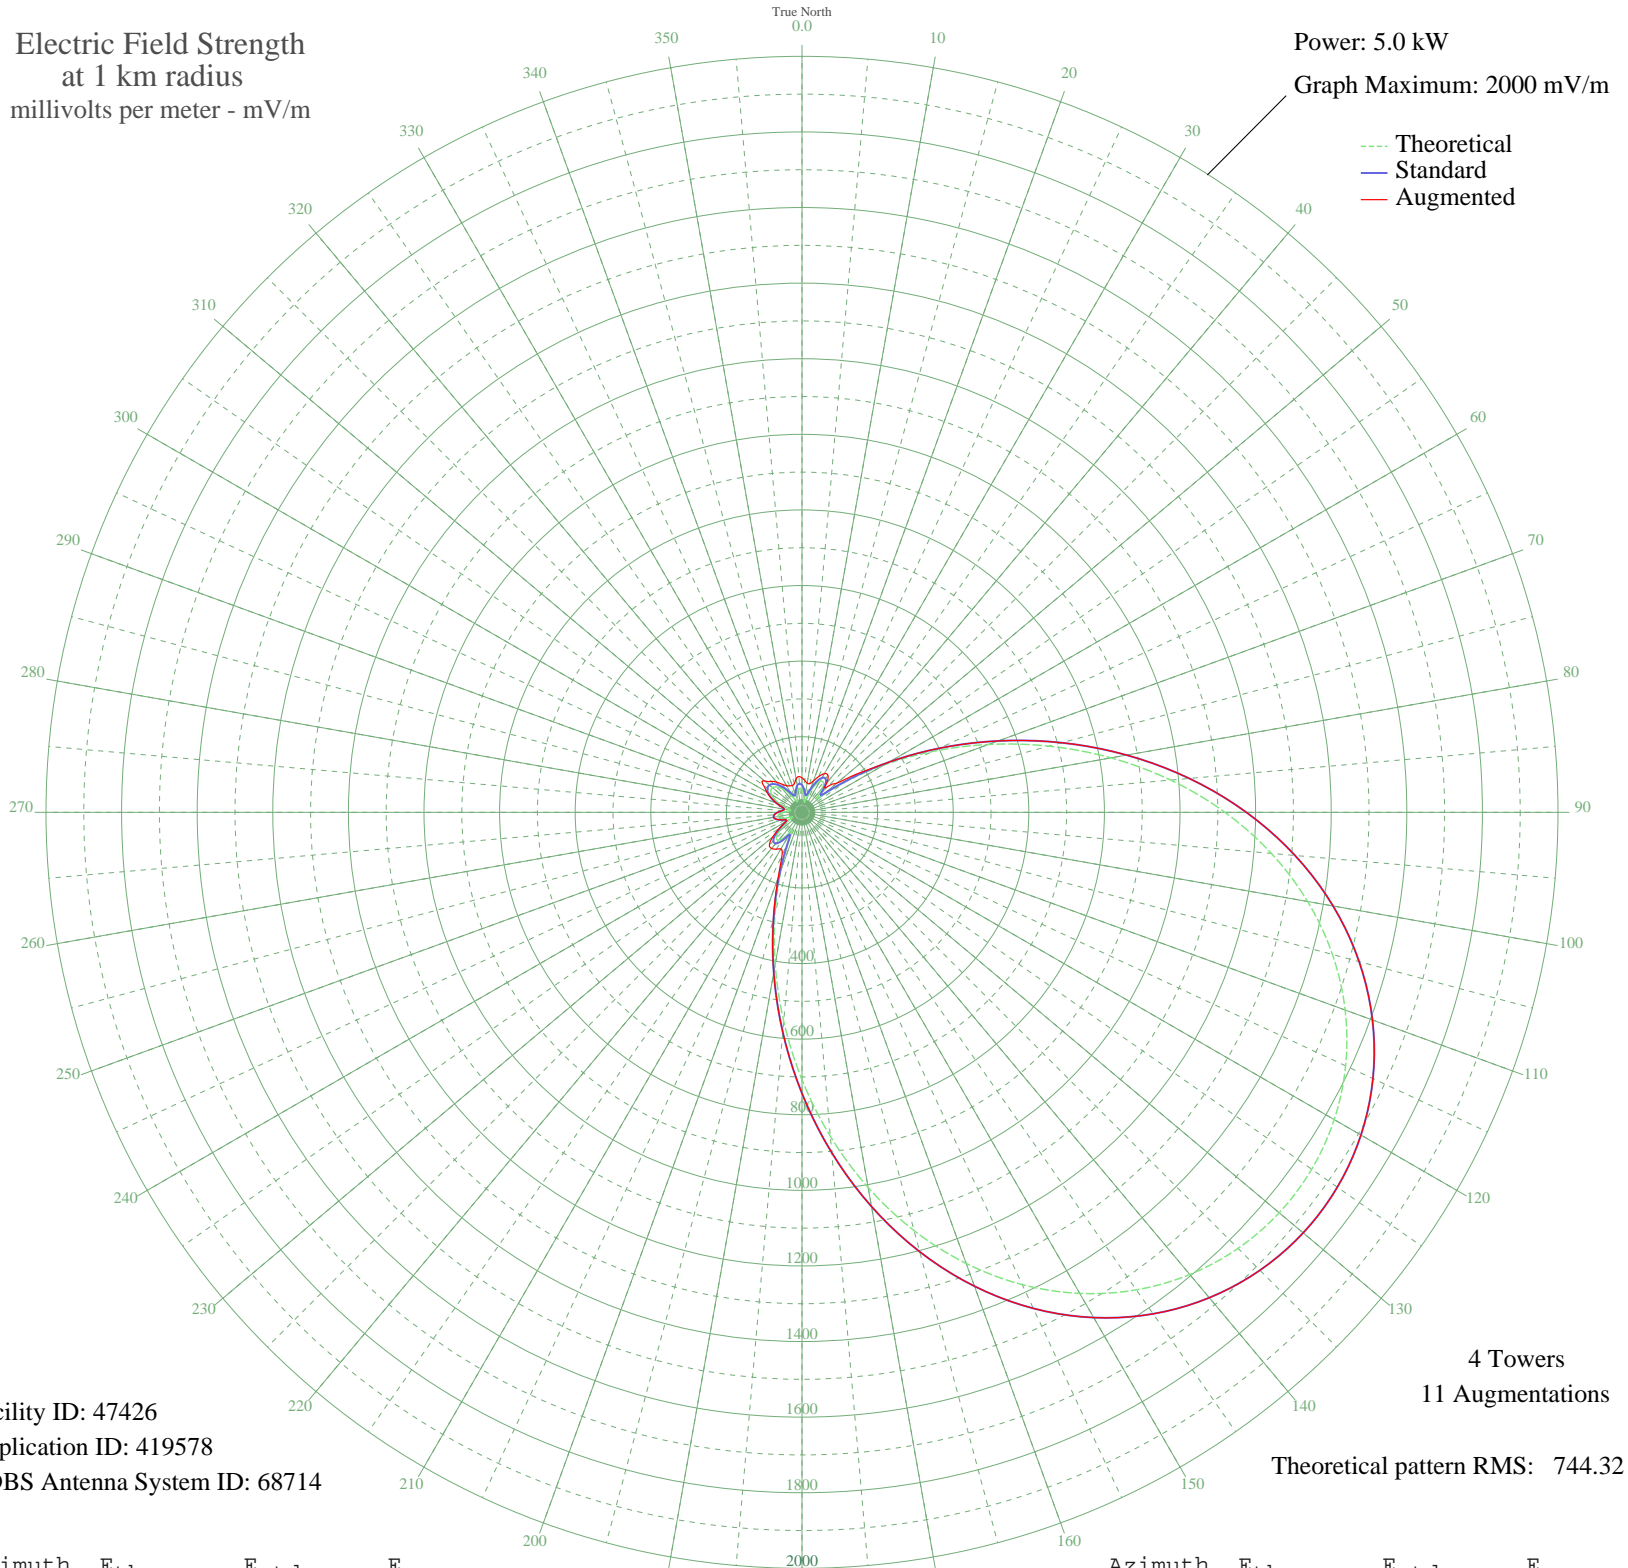 True North
0.0
Electric Field Strength
at 1 km radius
millivolts per meter - mV/m
Power: 5.0 kW
Graph Maximum: 2000 mV/m
Theoretical
Standard
Augmented
10
20
30
40
50
60
70
80
90
100
110
120
130
140
150
160
200
210
220
230
240
250
260
270
280
290
300
310
320
330
340
350
400
600
800
1000
1200
1400
1600
1800
2000
4 Towers
11 Augmentations
Theoretical pattern RMS: 744.32
cility ID: 47426
plication ID: 419578
DBS Antenna System ID: 68714
imuth E E E
Azimuth E E E